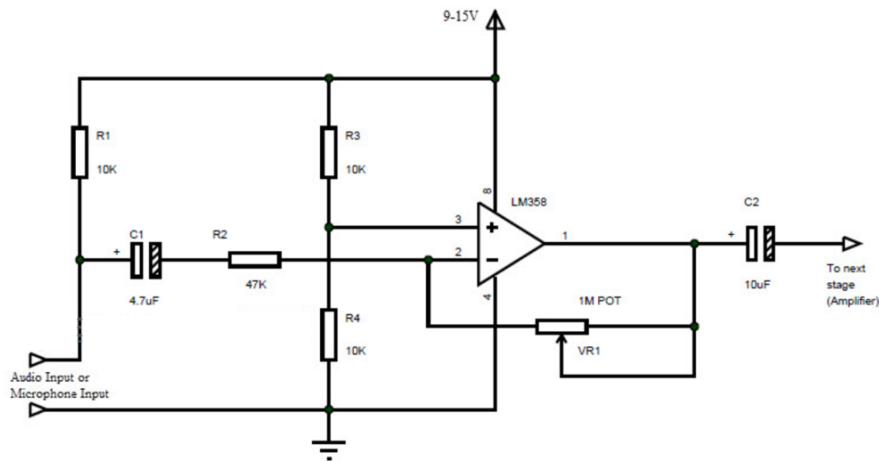 9-15V
R1
10K
R3
10K
C1
+
4.7uF
R2
47K
8
LM358
3
+
2
−
1
4
C2
+
10uF
To next
stage
(Amplifier)
1M POT
VR1
R4
10K
Audio Input or
Microphone Input